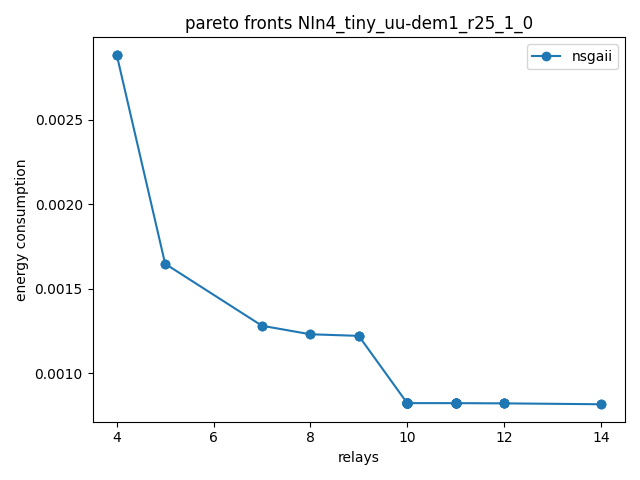 pareto fronts NIn4_tiny_uu-dem1_r25_1_0
nsgaii
0.0025
0.0020
0.0015
0.0010
energy consumption
4
6
8
10
12
14
relays